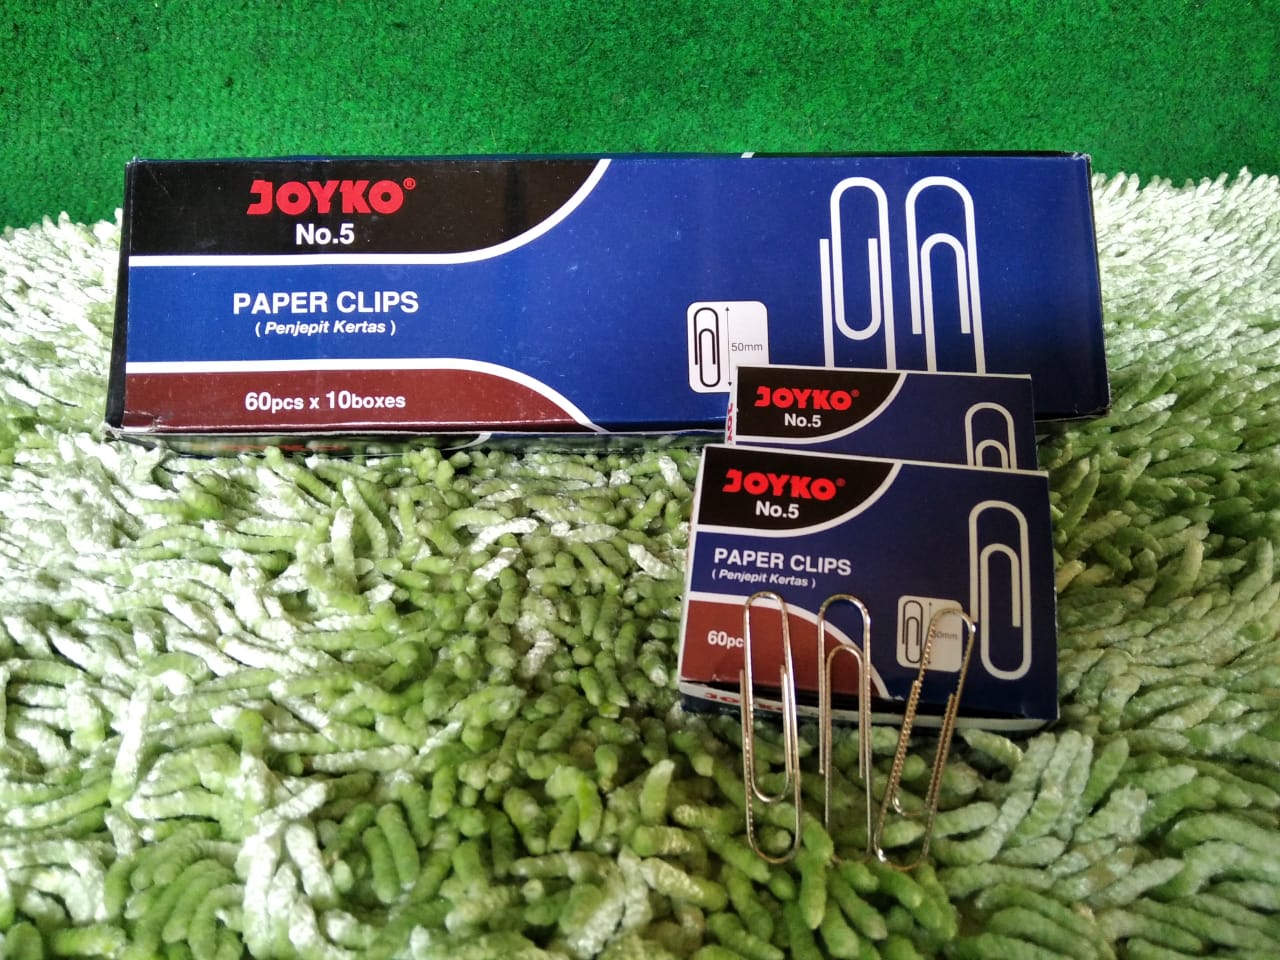 JOYKO®
No.5
PAPER CLIPS
( Penjepit Kertas )
60pcs x 10boxes
50mm
JOYKO®
No.5
JOYKO®
No.5
PAPER CLIPS
( Penjepit Kertas )
60pc
50mm
JOYKO